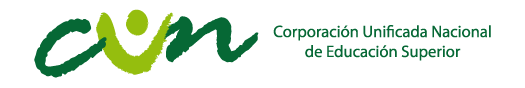 cun
Corporación Unificada Nacional
de Educación Superior